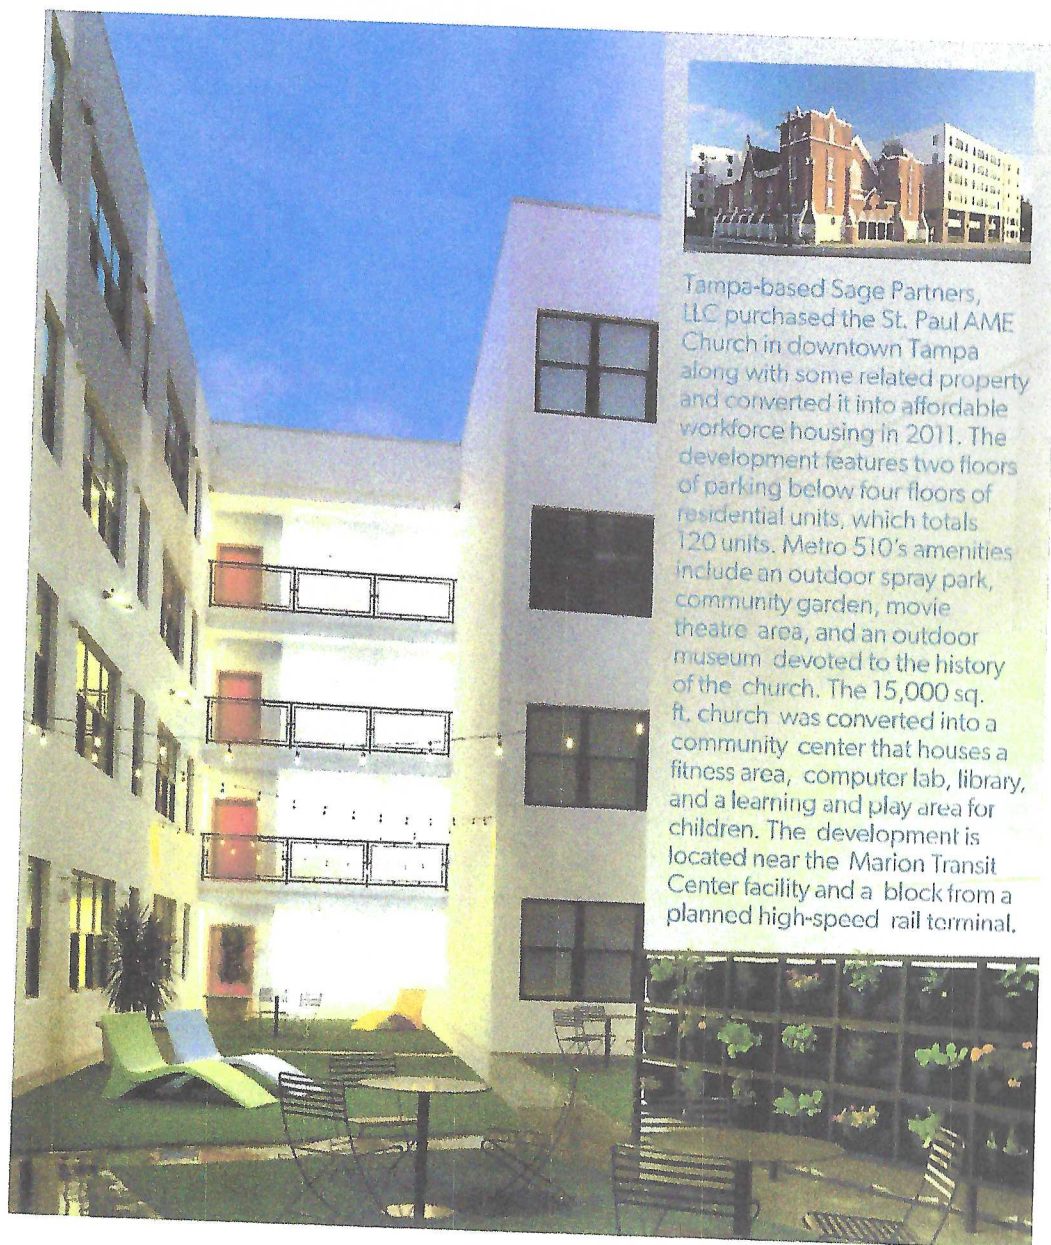 Tampa-based Sage Partners,
LLC purchased the St. Paul AME
Church in downtown Tampa
along with some related property
and converted it into affordable
workforce housing in 2011. The
development features two floors
of parking below four floors of
residential units, which totals
120 units. Metro 510's amenities
include an outdoor spray park,
community garden, movie
theatre area, and an outdoor
museum devoted to the history
of the church. The 15,000 sq.
ft. church was converted into a
community center that houses a
fitness area, computer lab, library,
and a learning and play area for
children. The development is
located near the Marion Transit
Center facility and a block from a
planned high-speed rail terminal.